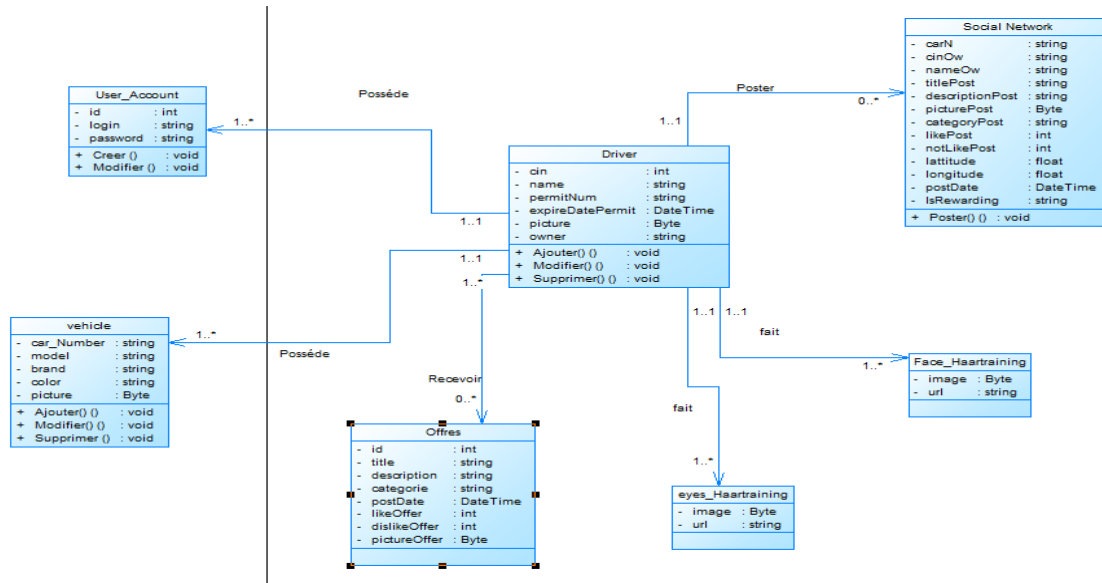 Social Network
- carN : string
- cinOw : string
- nameOw : string
- titlePost : string
- descriptionPost : string
- picturePost : Byte
- categoryPost : string
- likePost : int
- notLikePost : int
- lattitude : float
- longitude : float
- postDate : DateTime
- IsRewarding : string
+ Poster() () : void
User_Account
- id : int
- login : string
- password : string
+ Creer () : void
+ Modifier () : void
Posséde
1..*
1..1
Poster
0..*
1..1
Driver
- cin : int
- name : string
- permitNum : string
- expireDatePermit : DateTime
- picture : Byte
- owner : string
+ Ajouter() () : void
+ Modifier() () : void
+ Supprimer() () : void
1..1
1..*
1..1
1..1
vehicle
- car_Number : string
- model : string
- brand : string
- color : string
- picture : Byte
+ Ajouter() () : void
+ Modifier() () : void
+ Supprimer () : void
1..*
Posséde
fait
1..*
Face_Haartraining
- image : Byte
- url : string
Recevoir
0..*
fait
1..*
Offres
- id : int
- title : string
- description : string
- categorie : string
- postDate : DateTime
- likeOffer : int
- dislikeOffer : int
- pictureOffer : Byte
eyes_Haartraining
- image : Byte
- url : string